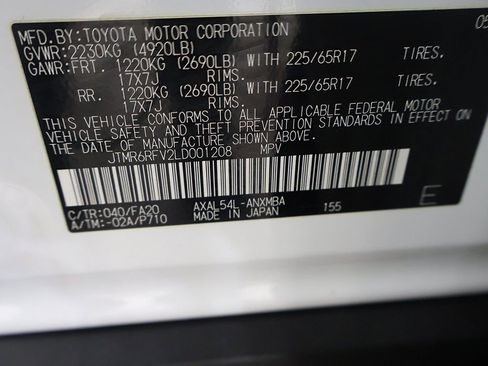 MFD.BY:TOYOTA MOTOR CORPORATION 05
GVWR:2230KG (4920LB)
GAWR:FRT. 1220KG (2690LB) WITH 225/65R17 TIRES.
17X7J RIMS.
RR. 1220KG (2690LB) WITH 225/65R17 TIRES.
17X7J RIMS.
THIS VEHICLE CONFORMS TO ALL APPLICABLE FEDERAL MOTOR
VEHICLE SAFETY AND THEFT PREVENTION STANDARDS IN EFFECT ON
THE DATE OF MANUFACTURE SHOWN ABOVE.
JTMR6RFV2LD001208 MPV
C/TR:040/FA20 AXAL54L-ANXMBA 155 E
A/TM:-02A/P710 MADE IN JAPAN